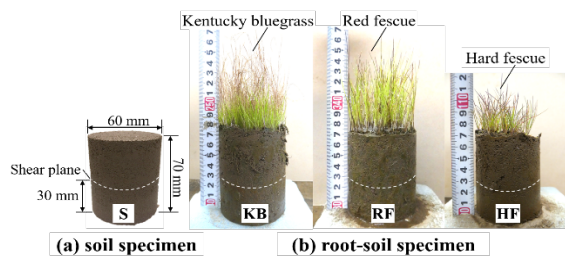 Kentucky bluegrass
Red fescue
Hard fescue
60 mm
70 mm
Shear plane
30 mm
S
KB
RF
HF
(a) soil specimen
(b) root-soil specimen